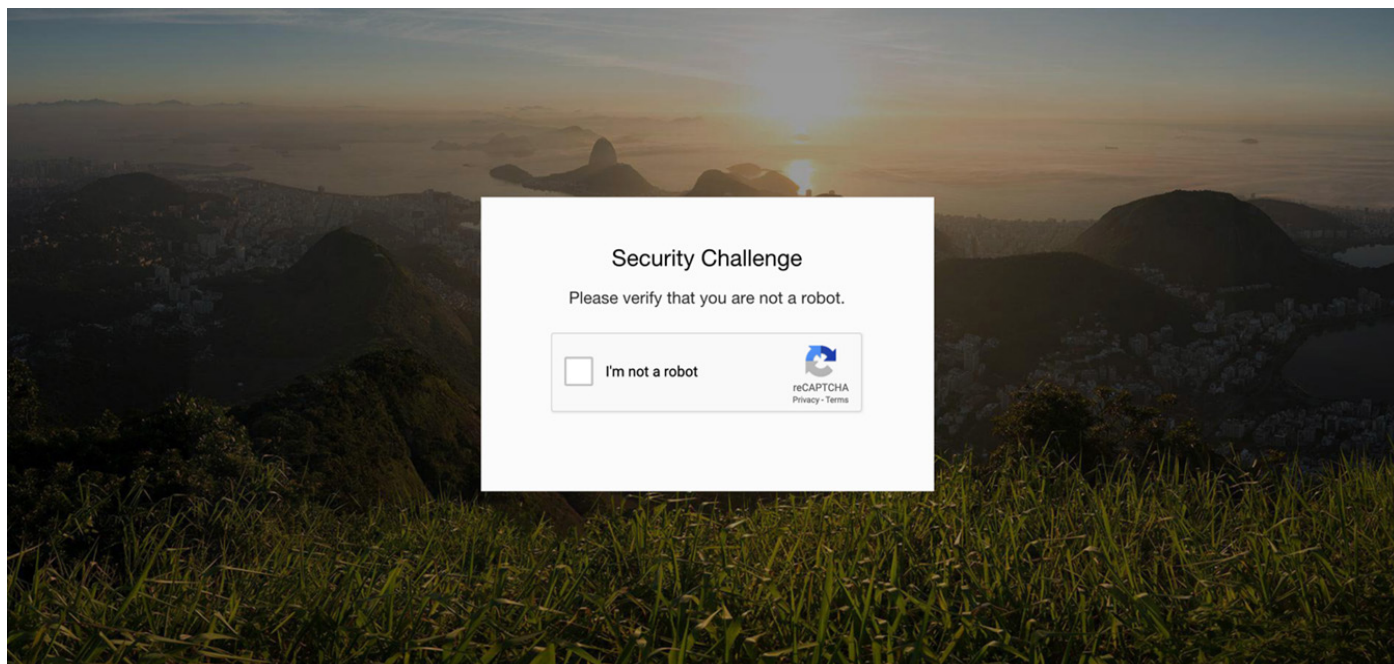 Security Challenge
Please verify that you are not a robot.
I'm not a robot
reCAPTCHA
Privacy - Terms